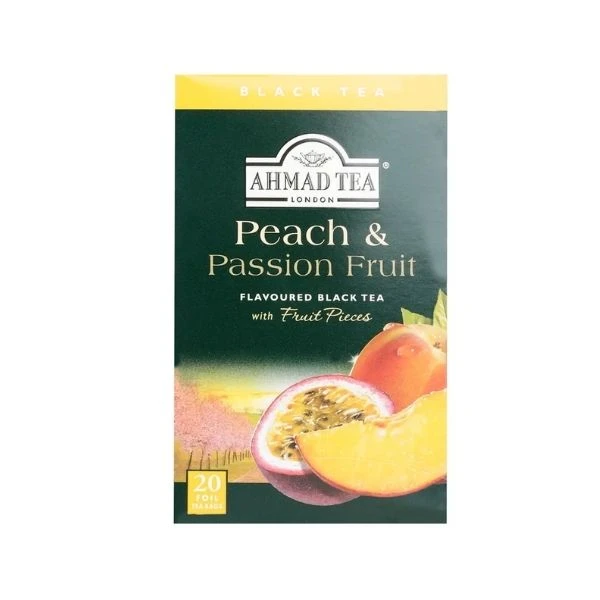 BLACK TEA
AHMAD TEA®
LONDON
Peach &
Passion Fruit
FLAVOURED BLACK TEA
with Fruit Pieces
20
FOIL
TEA BAGS